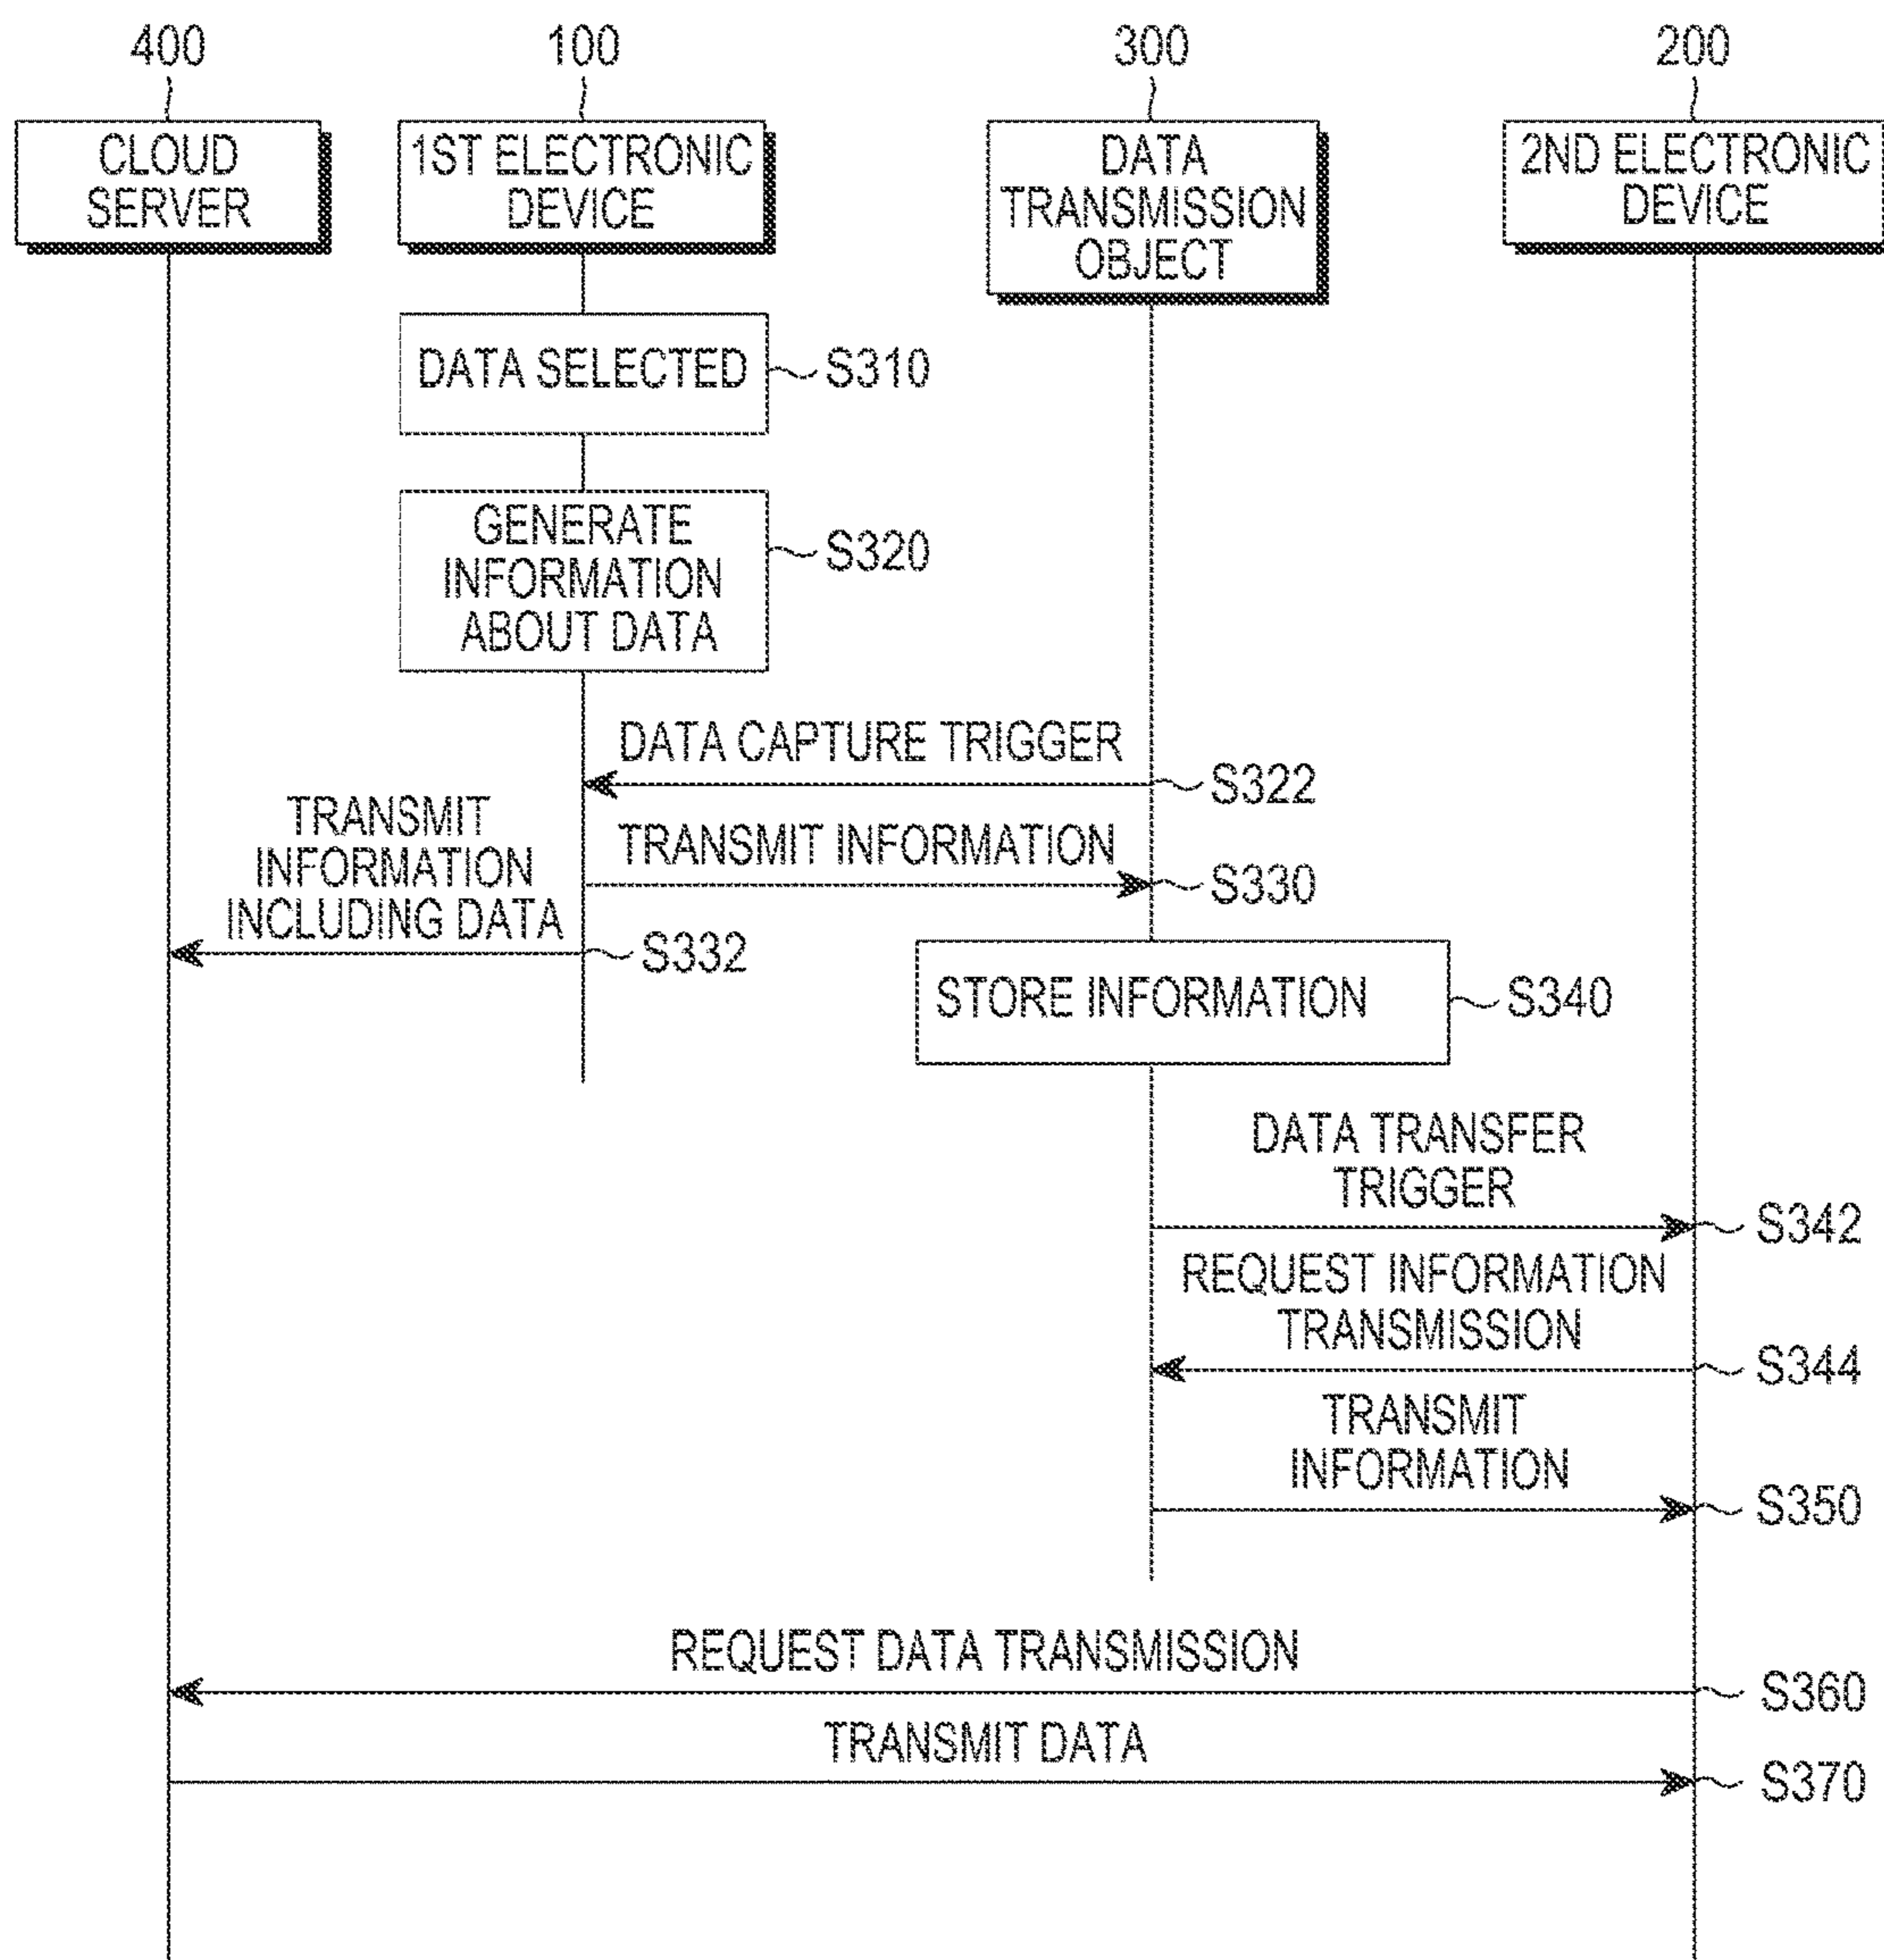 400
100
300
200
CLOUD
SERVER
1ST ELECTRONIC
DEVICE
DATA
TRANSMISSION
OBJECT
2ND ELECTRONIC
DEVICE
DATA SELECTED
S310
GENERATE
INFORMATION
ABOUT DATA
S320
DATA CAPTURE TRIGGER
S322
TRANSMIT
INFORMATION
INCLUDING DATA
S332
TRANSMIT INFORMATION
S330
STORE INFORMATION
S340
DATA TRANSFER
TRIGGER
S342
REQUEST INFORMATION
TRANSMISSION
S344
TRANSMIT
INFORMATION
S350
REQUEST DATA TRANSMISSION
S360
TRANSMIT DATA
S370